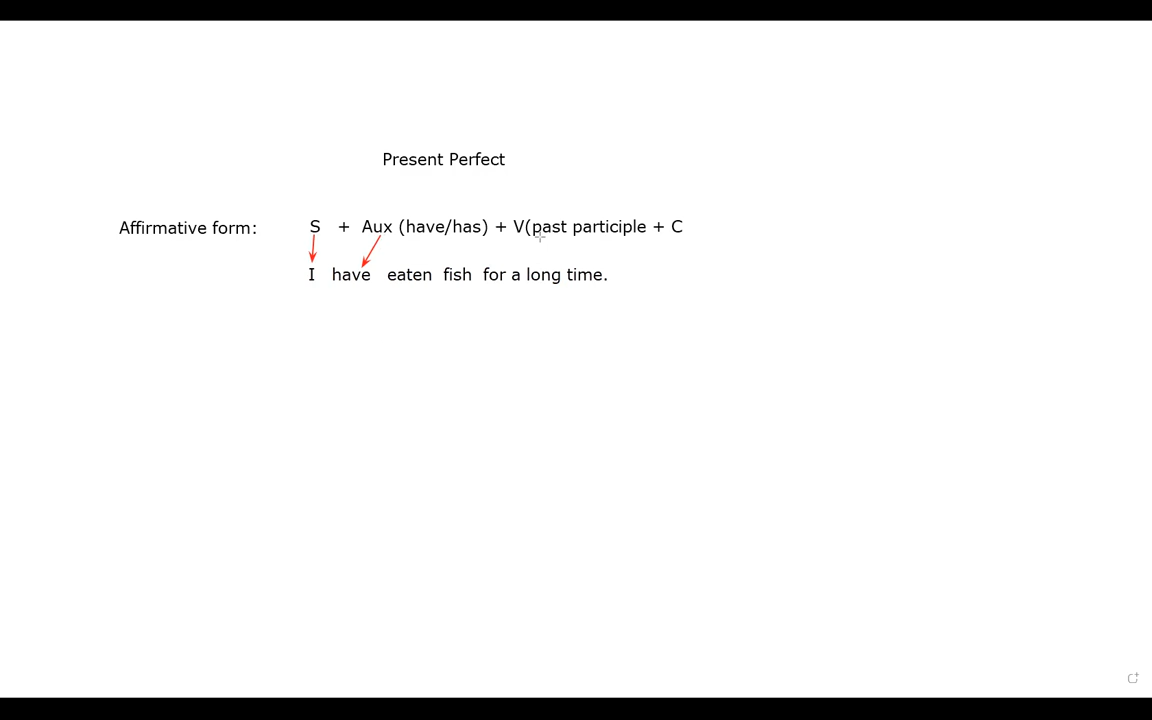 Present Perfect
Affirmative form: S + Aux (have/has) + V(past participle + C
I have eaten fish for a long time.